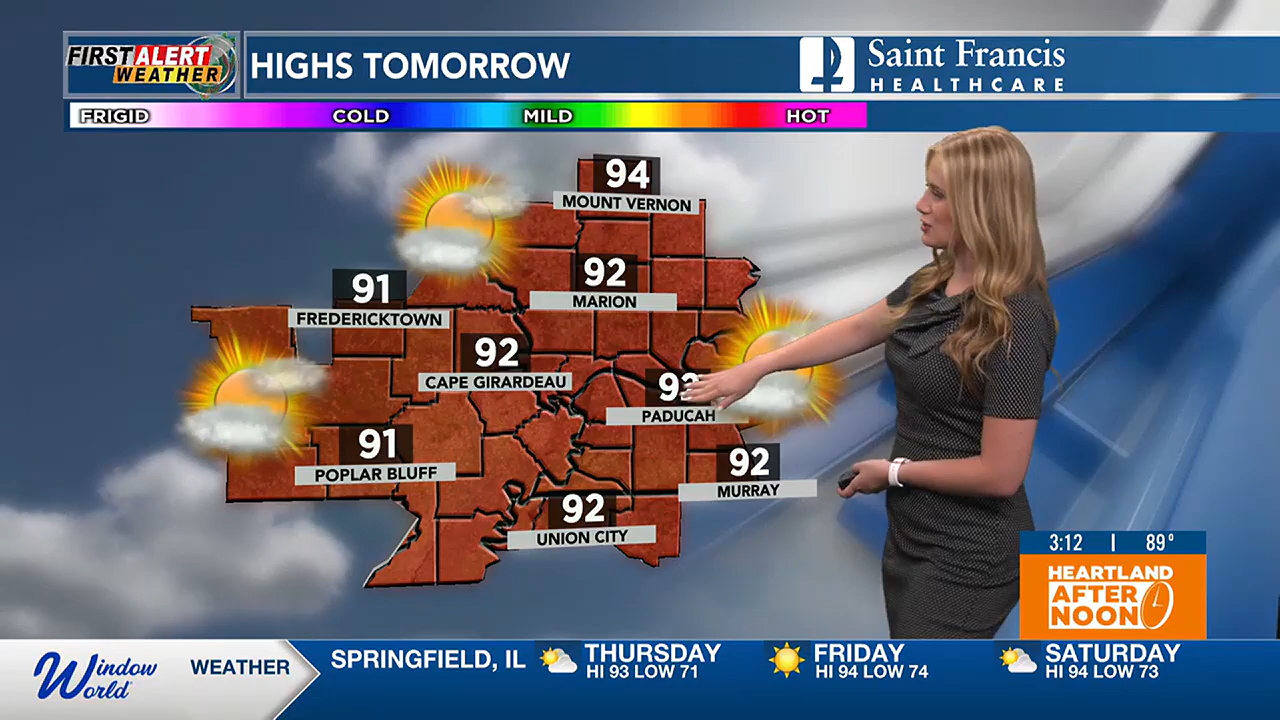 FIRST ALERT
WEATHER
HIGHS TOMORROW
Saint Francis
HEALTHCARE
FRIGID COLD MILD HOT
94
MOUNT VERNON
92
MARION
91
FREDERICKTOWN
92
CAPE GIRARDEAU
PADUCAH
91
POPLAR BLUFF
92
MURRAY
92
UNION CITY
3:12 | 89°
HEARTLAND
AFTER
NOON
Window
World
WEATHER
SPRINGFIELD, IL
THURSDAY
HI 93 LOW 71
FRIDAY
HI 94 LOW 74
SATURDAY
HI 94 LOW 73